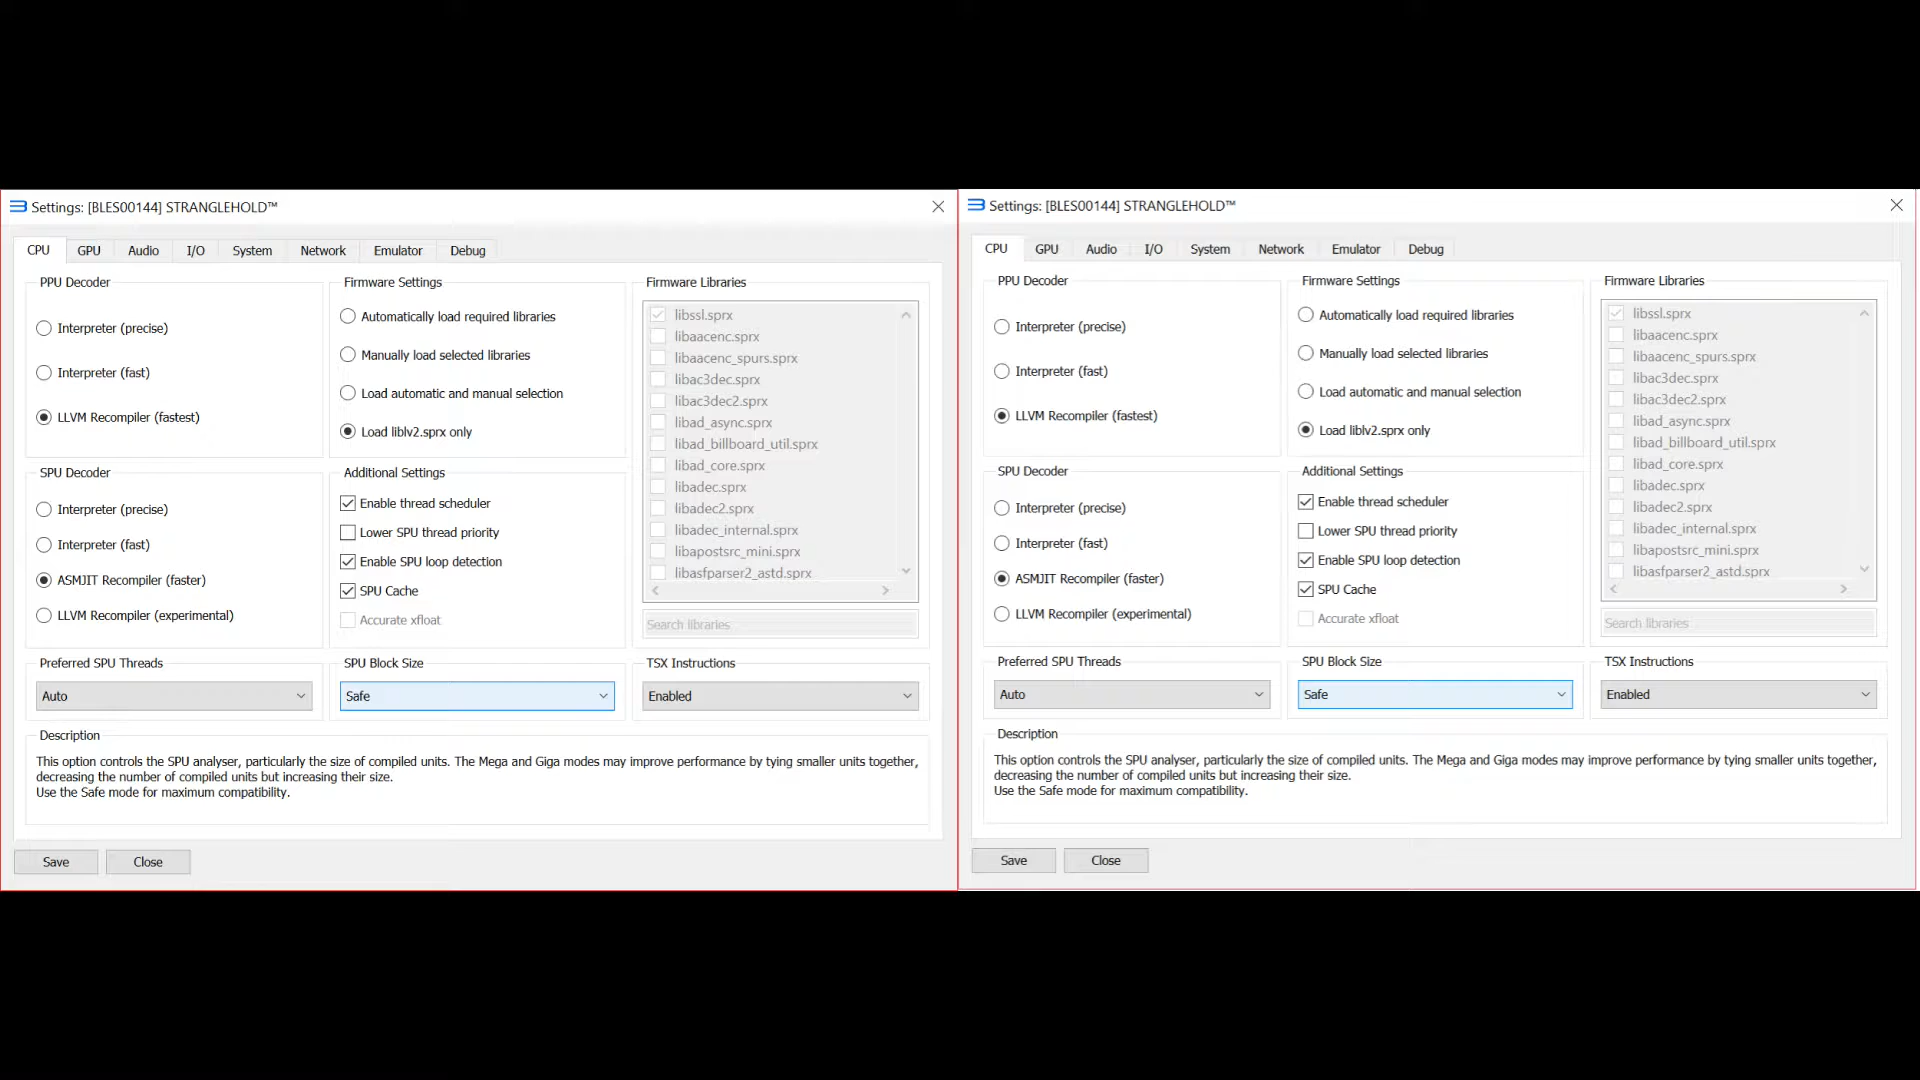 Settings: [BLES00144] STRANGLEHOLD™
CPU GPU Audio I/O System Network Emulator Debug
PPU Decoder
Interpreter (precise)
Interpreter (fast)
LLVM Recompiler (fastest)
Firmware Settings
Automatically load required libraries
Manually load selected libraries
Load automatic and manual selection
Load liblv2.sprx only
Firmware Libraries
libssl.sprx
libaacenc.sprx
libaacenc_spurs.sprx
libac3dec.sprx
libac3dec2.sprx
libad_async.sprx
libad_billboard_util.sprx
libad_core.sprx
libadec.sprx
libadec2.sprx
libadec_internal.sprx
libapostsrc_mini.sprx
libasfparser2_astd.sprx
Search libraries
SPU Decoder
Interpreter (precise)
Interpreter (fast)
ASMJIT Recompiler (faster)
LLVM Recompiler (experimental)
Additional Settings
Enable thread scheduler
Lower SPU thread priority
Enable SPU loop detection
SPU Cache
Accurate xfloat
Preferred SPU Threads
Auto
SPU Block Size
Safe
TSX Instructions
Enabled
Description
This option controls the SPU analyser, particularly the size of compiled units. The Mega and Giga modes may improve performance by tying smaller units together,
decreasing the number of compiled units but increasing their size.
Use the Safe mode for maximum compatibility.
Save Close
Settings: [BLES00144] STRANGLEHOLD™
CPU GPU Audio I/O System Network Emulator Debug
PPU Decoder
Interpreter (precise)
Interpreter (fast)
LLVM Recompiler (fastest)
Firmware Settings
Automatically load required libraries
Manually load selected libraries
Load automatic and manual selection
Load liblv2.sprx only
Firmware Libraries
libssl.sprx
libaacenc.sprx
libaacenc_spurs.sprx
libac3dec.sprx
libac3dec2.sprx
libad_async.sprx
libad_billboard_util.sprx
libad_core.sprx
libadec.sprx
libadec2.sprx
libadec_internal.sprx
libapostsrc_mini.sprx
libasfparser2_astd.sprx
Search libraries
SPU Decoder
Interpreter (precise)
Interpreter (fast)
ASMJIT Recompiler (faster)
LLVM Recompiler (experimental)
Additional Settings
Enable thread scheduler
Lower SPU thread priority
Enable SPU loop detection
SPU Cache
Accurate xfloat
Preferred SPU Threads
Auto
SPU Block Size
Safe
TSX Instructions
Enabled
Description
This option controls the SPU analyser, particularly the size of compiled units. The Mega and Giga modes may improve performance by tying smaller units together,
decreasing the number of compiled units but increasing their size.
Use the Safe mode for maximum compatibility.
Save Close